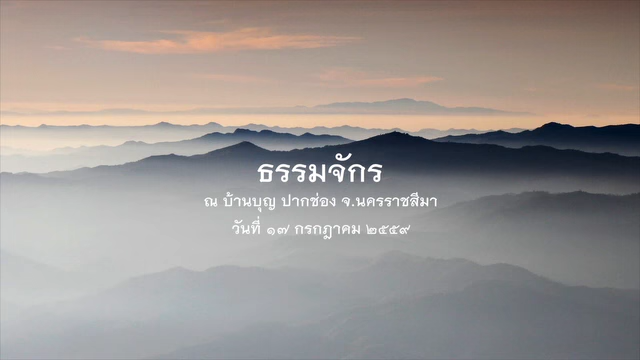 ธรรมจักร
ณ บ้านบุญ ปากช่อง จ.นครราชสีมา
วันที่ ๑๗ กรกฎาคม ๒๕๕๙